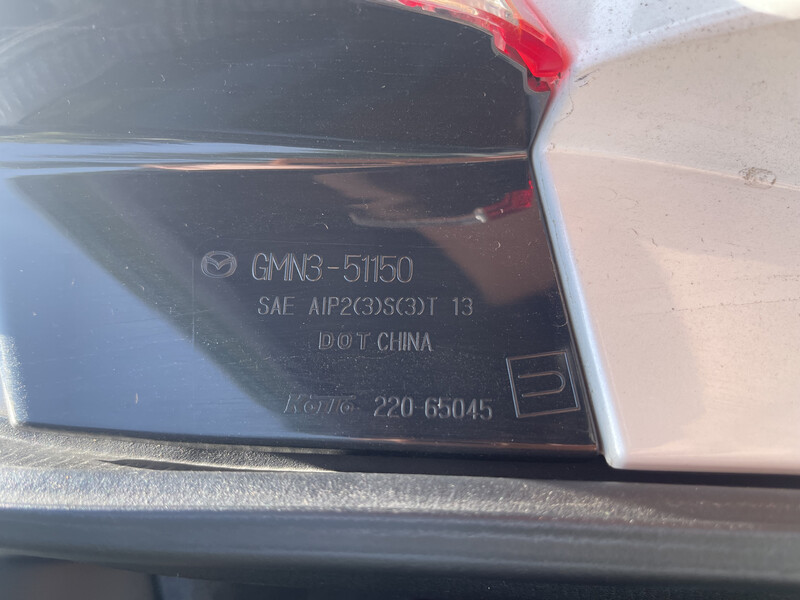 GMN3-51150
SAE AIP2(3)S(3)T 13
DOT CHINA
KOITO 220-65045
U